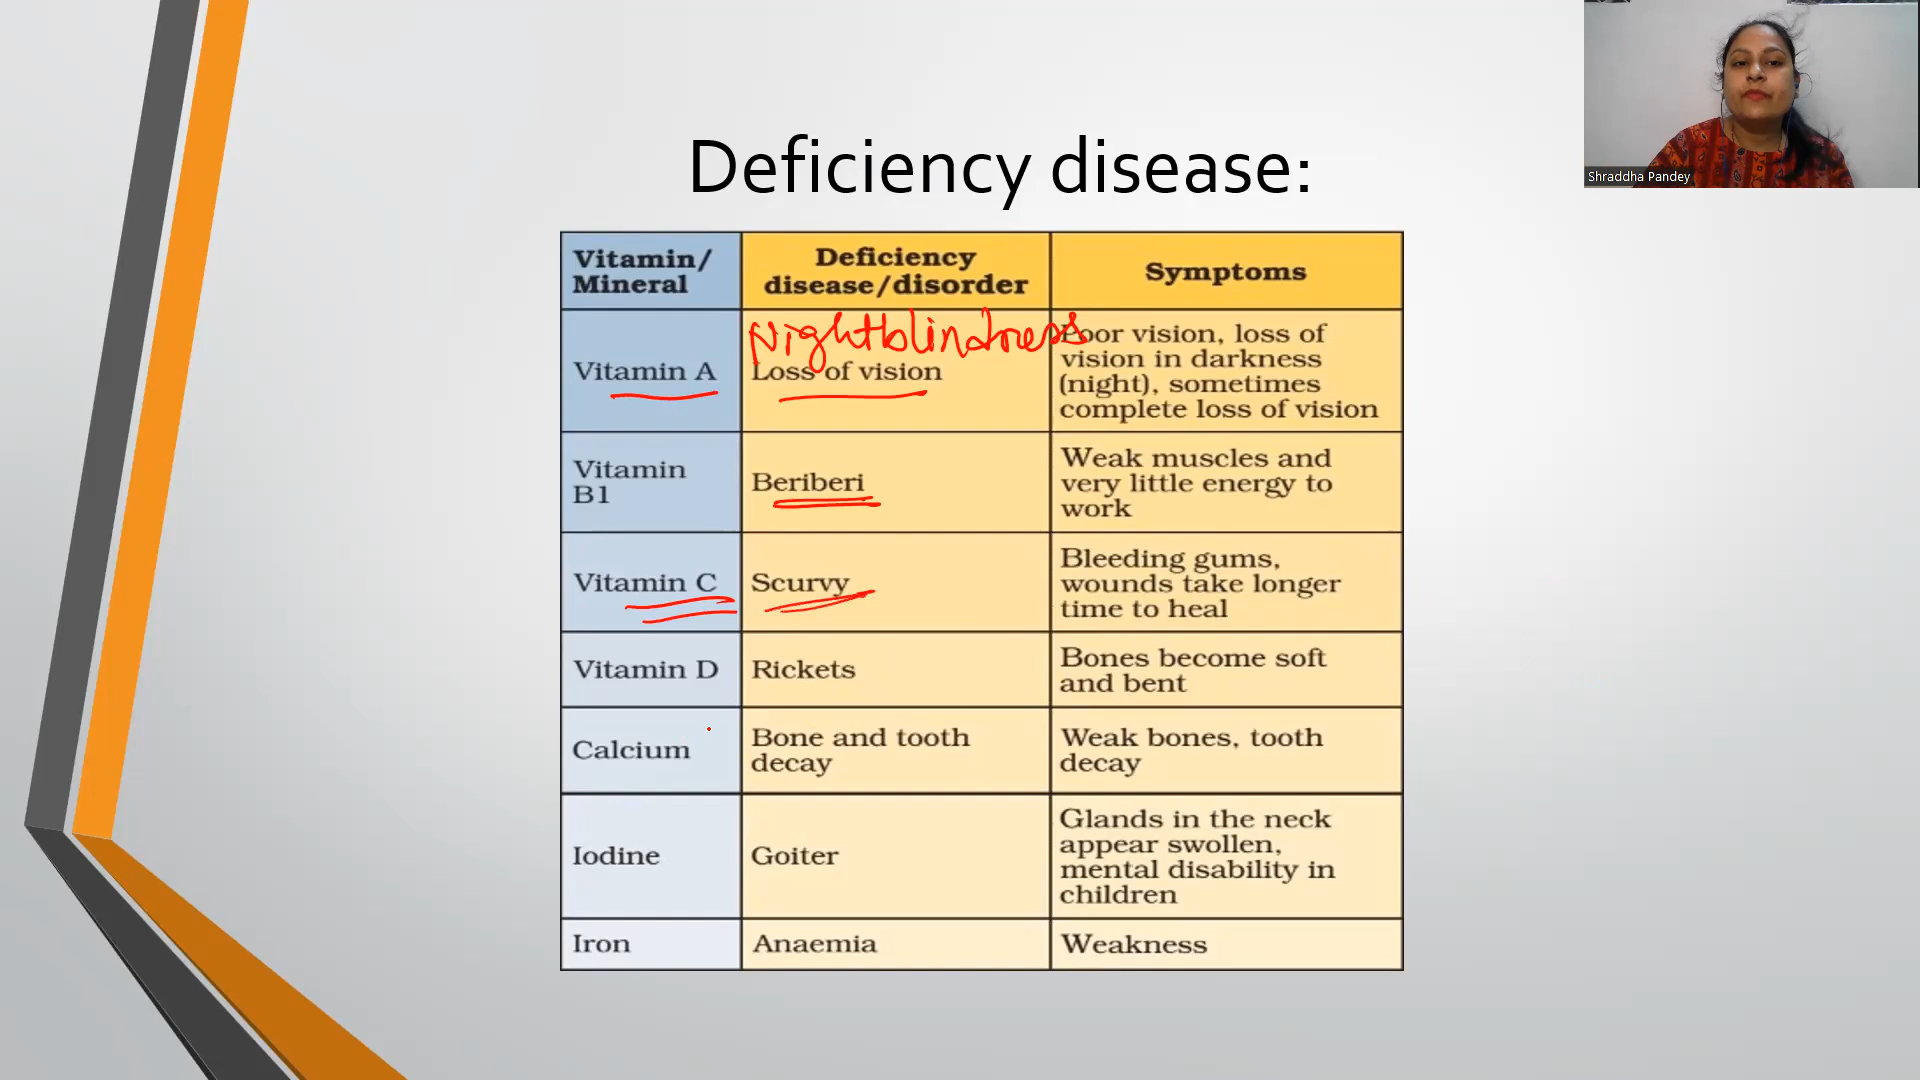 Shraddha Pandey
Deficiency disease:
Vitamin/
Mineral
Deficiency
disease/disorder
Symptoms
Vitamin A
Nightblindness
Loss of vision
Poor vision, loss of
vision in darkness
(night), sometimes
complete loss of vision
Vitamin
B1
Beriberi
Weak muscles and
very little energy to
work
Vitamin C
Scurvy
Bleeding gums,
wounds take longer
time to heal
Vitamin D
Rickets
Bones become soft
and bent
Calcium
Bone and tooth
decay
Weak bones, tooth
decay
Iodine
Goiter
Glands in the neck
appear swollen,
mental disability in
children
Iron
Anaemia
Weakness